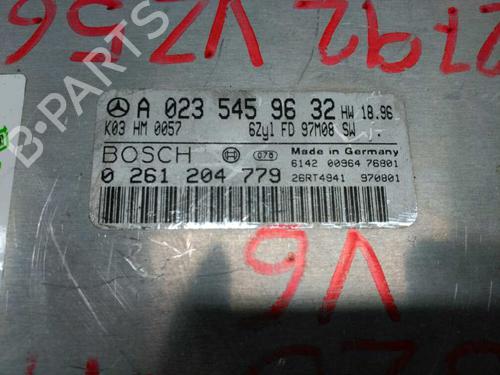 A 023 545 96 32 HW 18.96
K03 HM 0057 6Zyl FD 97M08 SW
BOSCH 078 Made in Germany
6142 00964 76801
0 261 204 779 26RT4941 970801
V6
B-PARTS